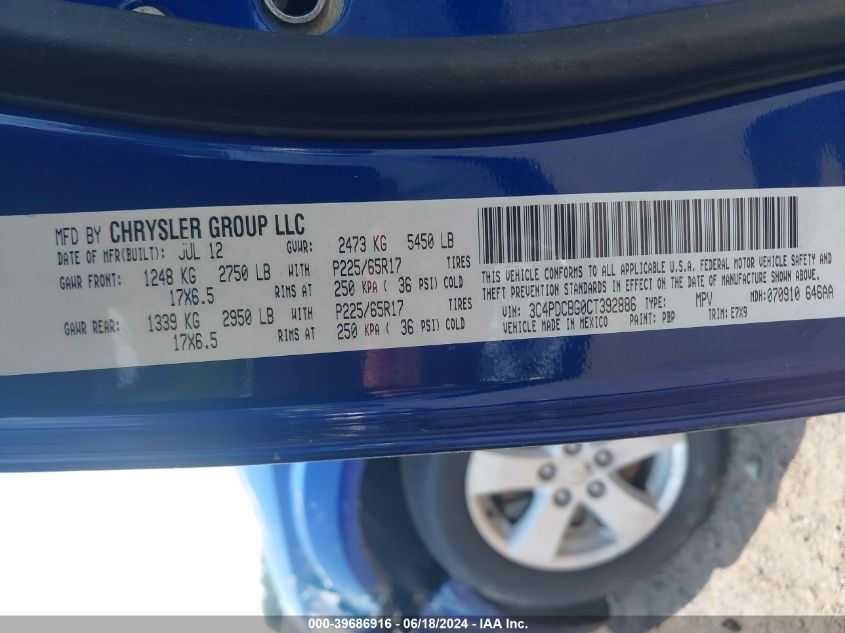 MFD BY CHRYSLER GROUP LLC
DATE OF MFR(BUILT): JUL 12 GVWR: 2473 KG 5450 LB
GAWR FRONT: 1248 KG 2750 LB WITH P225/65R17 TIRES
17X6.5 RIMS AT 250 KPA ( 36 PSI) COLD
GAWR REAR: 1339 KG 2950 LB WITH P225/65R17 TIRES
17X6.5 RIMS AT 250 KPA ( 36 PSI) COLD
THIS VEHICLE CONFORMS TO ALL APPLICABLE U.S.A. FEDERAL MOTOR VEHICLE SAFETY AND
THEFT PREVENTION STANDARDS IN EFFECT ON THE DATE OF MANUFACTURE SHOWN ABOVE.
VIN: 3C4PDCBG0CT392886 TYPE: MPV MDH: 070910 646AA
VEHICLE MADE IN MEXICO PAINT: PBP TRIM: E7X9
000-39686916 - 06/18/2024 - IMPACT AUTO AUCTIONS INC.